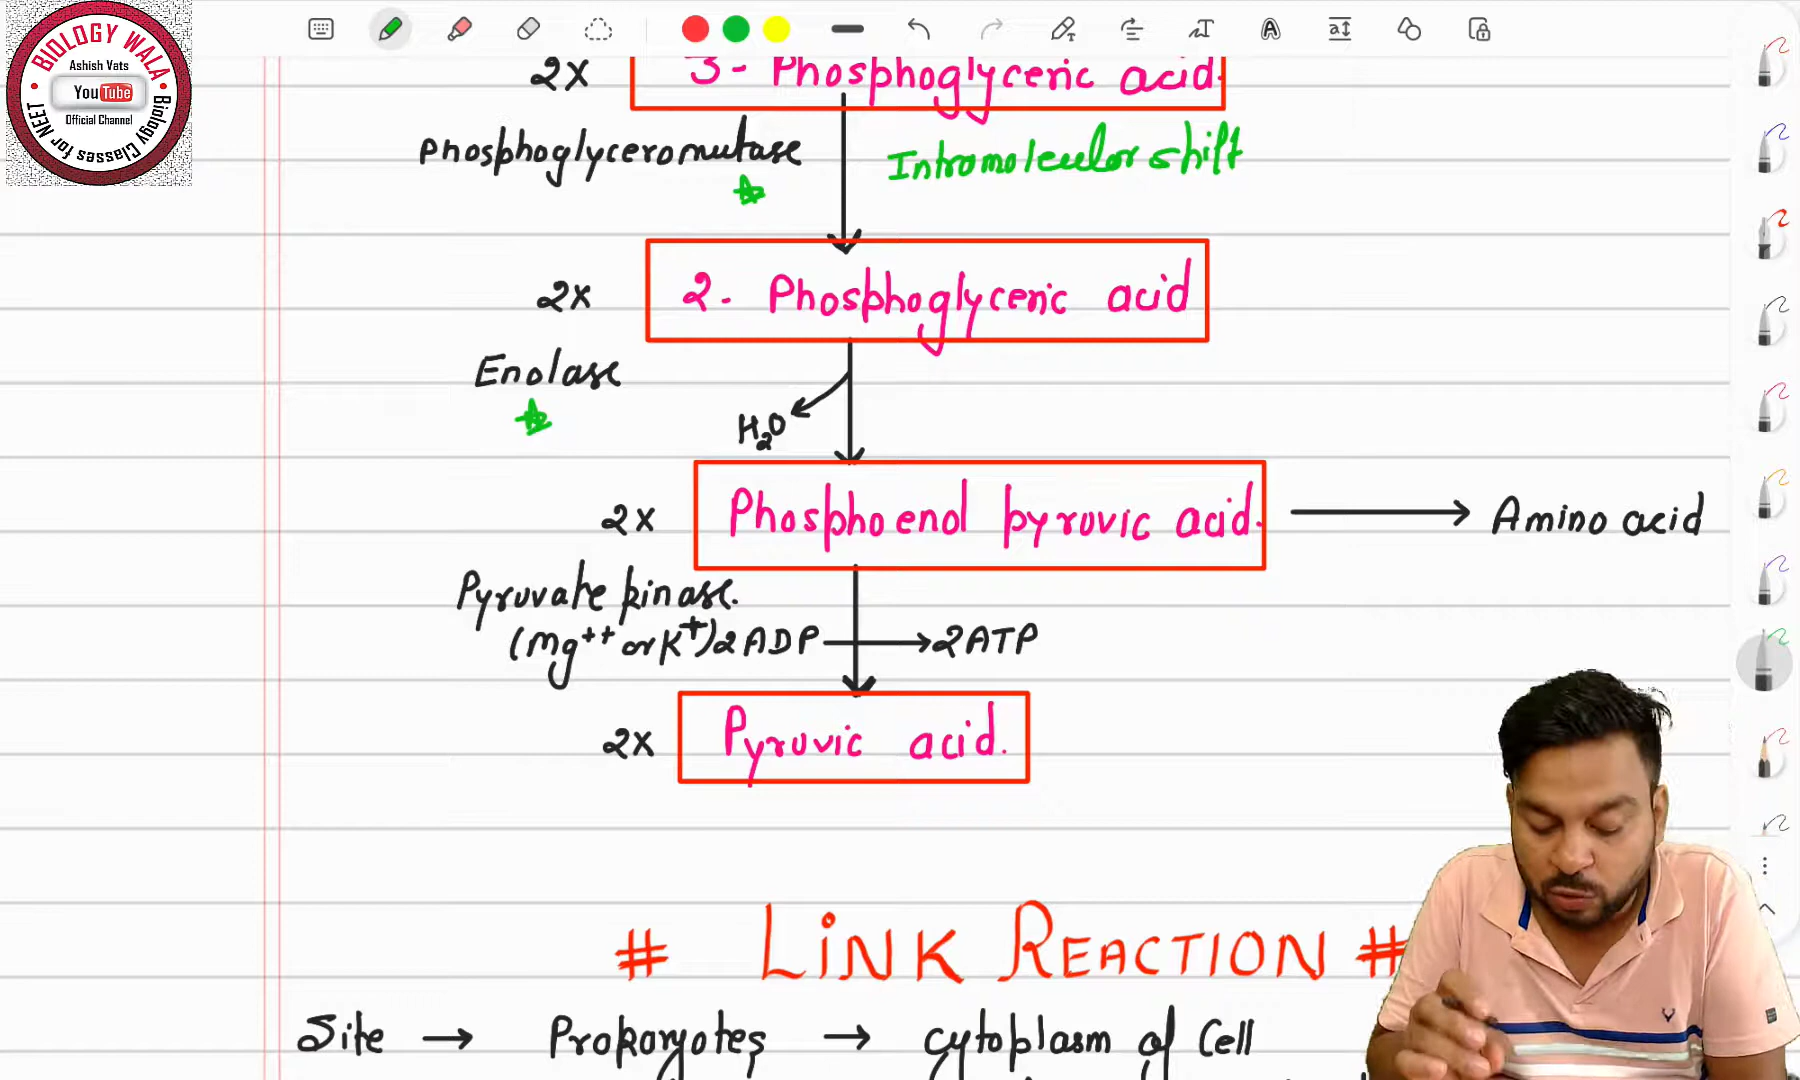 BIOLOGY WALA
Ashish Vats
YouTube
Official Channel
Biology Classes for NEET
2x 3- Phosphoglyceric acid.
Phosphoglyceromutase Intromoleculor shift
2x 2- Phosphoglyceric acid
Enolase
H2O
2x Phosphoenol pyruvic acid. → Amino acid
Pyruvate kinase.
(Mg++ or K+) 2ADP → 2ATP
2x Pyruvic acid.
# LINK REACTION #
Site → Prokaryotes → Cytoplasm of Cell